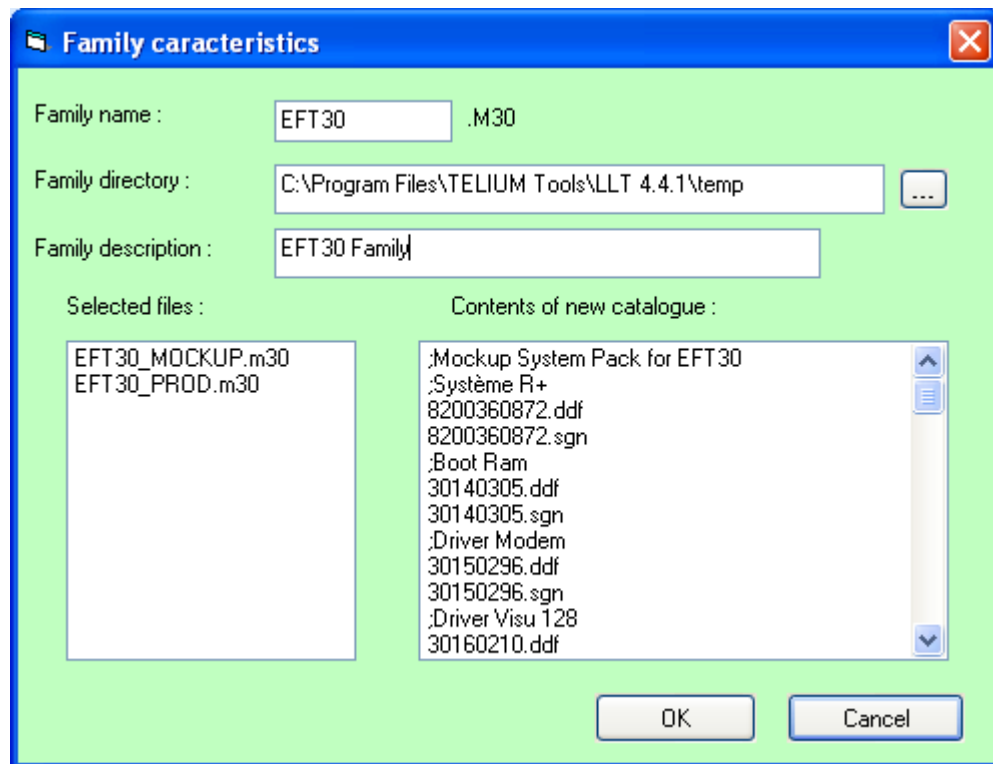 Family caracteristics
Family name :
EFT30
.M30
Family directory :
C:\Program Files\TELIUM Tools\LLT 4.4.1\temp
...
Family description :
EFT30 Family
Selected files :
EFT30_MOCKUP.m30
EFT30_PROD.m30
Contents of new catalogue :
;Mockup System Pack for EFT30
;Système R+
8200360872.ddf
8200360872.sgn
;Boot Ram
30140305.ddf
30140305.sgn
;Driver Modem
30150296.ddf
30150296.sgn
;Driver Visu 128
30160210.ddf
OK
Cancel